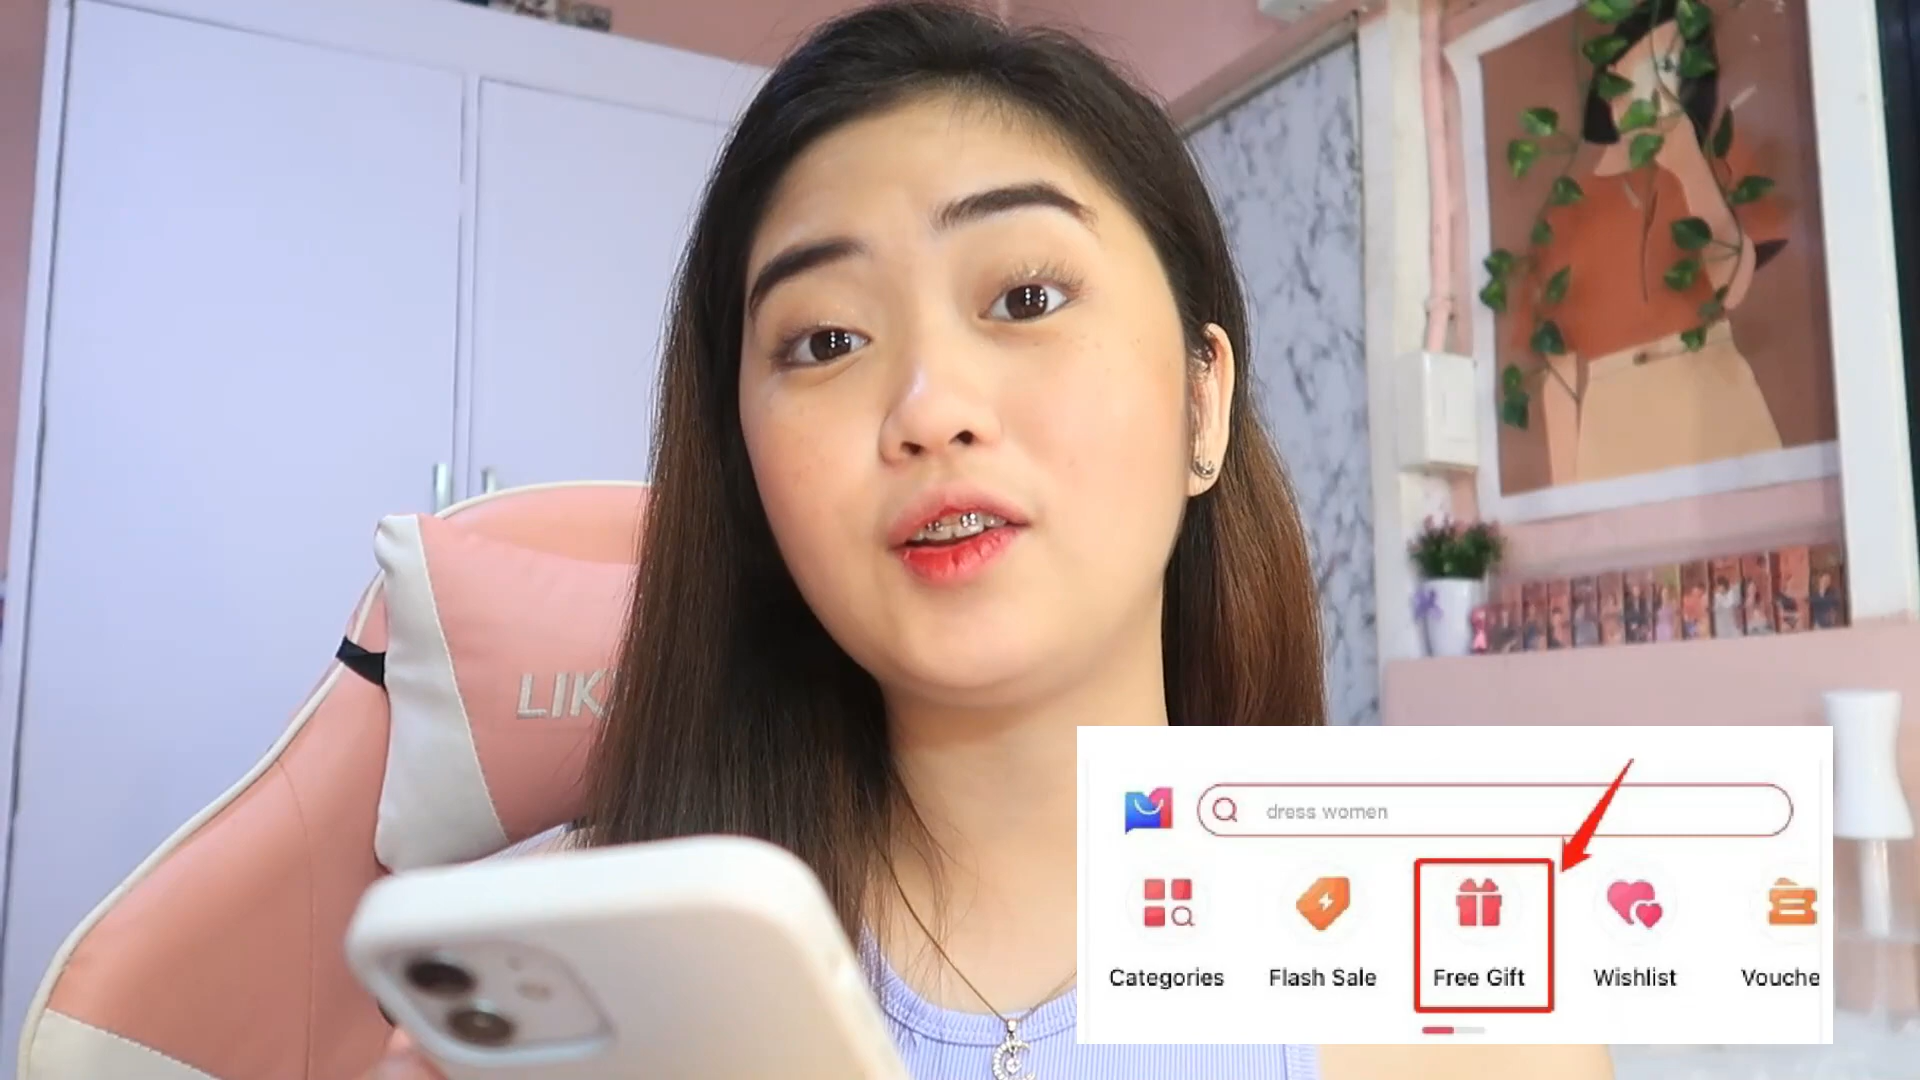 LIK
dress women
Categories
Flash Sale
Free Gift
Wishlist
Vouche